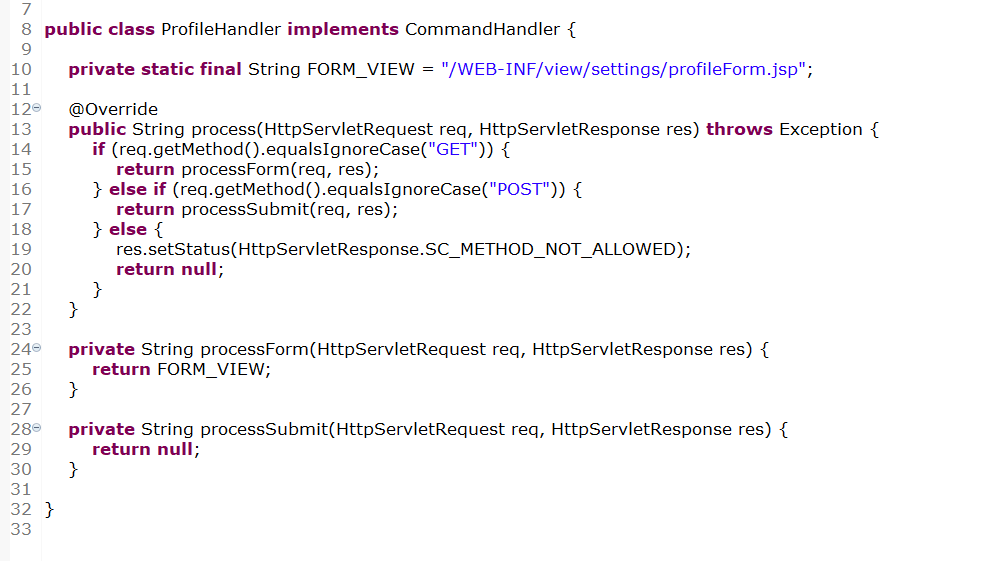 7
8 public class ProfileHandler implements CommandHandler {
9
10 private static final String FORM_VIEW = "/WEB-INF/view/settings/profileForm.jsp";
11
12 @Override
13 public String process(HttpServletRequest req, HttpServletResponse res) throws Exception {
14 if (req.getMethod().equalsIgnoreCase("GET")) {
15 return processForm(req, res);
16 } else if (req.getMethod().equalsIgnoreCase("POST")) {
17 return processSubmit(req, res);
18 } else {
19 res.setStatus(HttpServletResponse.SC_METHOD_NOT_ALLOWED);
20 return null;
21 }
22 }
23
24 private String processForm(HttpServletRequest req, HttpServletResponse res) {
25 return FORM_VIEW;
26 }
27
28 private String processSubmit(HttpServletRequest req, HttpServletResponse res) {
29 return null;
30 }
31
32 }
33